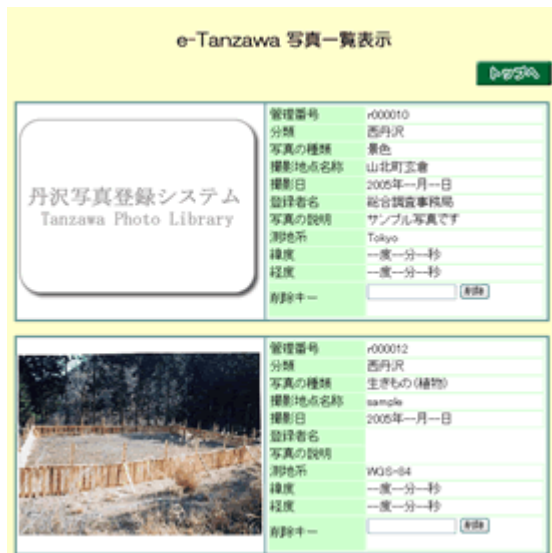 e-Tanzawa 写真一覧表示
トップへ
丹沢写真登録システム
Tanzawa Photo Library
管理番号 r000010
分類 西丹沢
写真の種類 景色
撮影地点名称 山北町玄倉
撮影日 2005年--月--日
登録者名 総合調査事務局
写真の説明 サンプル写真です
測地系 Tokyo
緯度 --度--分--秒
経度 --度--分--秒
削除キー 削除
管理番号 r000012
分類 西丹沢
写真の種類 生きもの(植物)
撮影地点名称 sample
撮影日 2005年--月--日
登録者名
写真の説明
測地系 WGS-84
緯度 --度--分--秒
経度 --度--分--秒
削除キー 削除